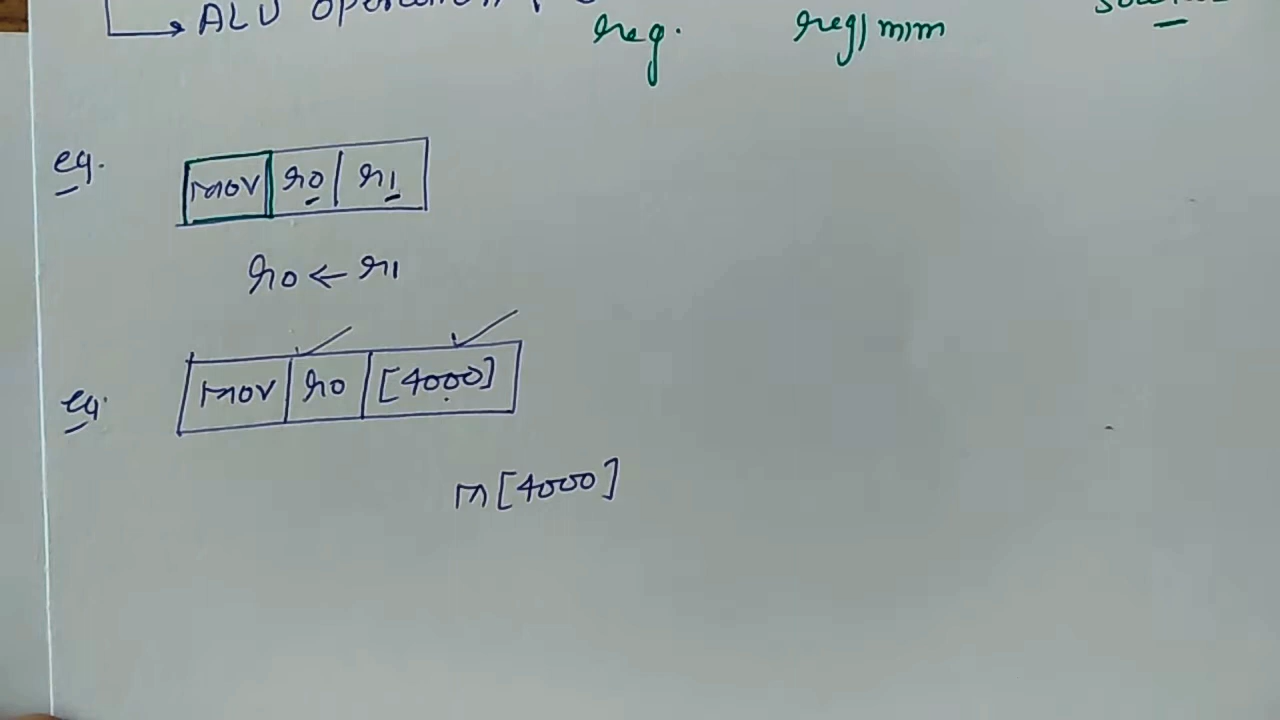 ALU
reg. reg/mm
eg. mov r0 r1
r0 ← r1
eg. mov r0 [4000]
m[4000]